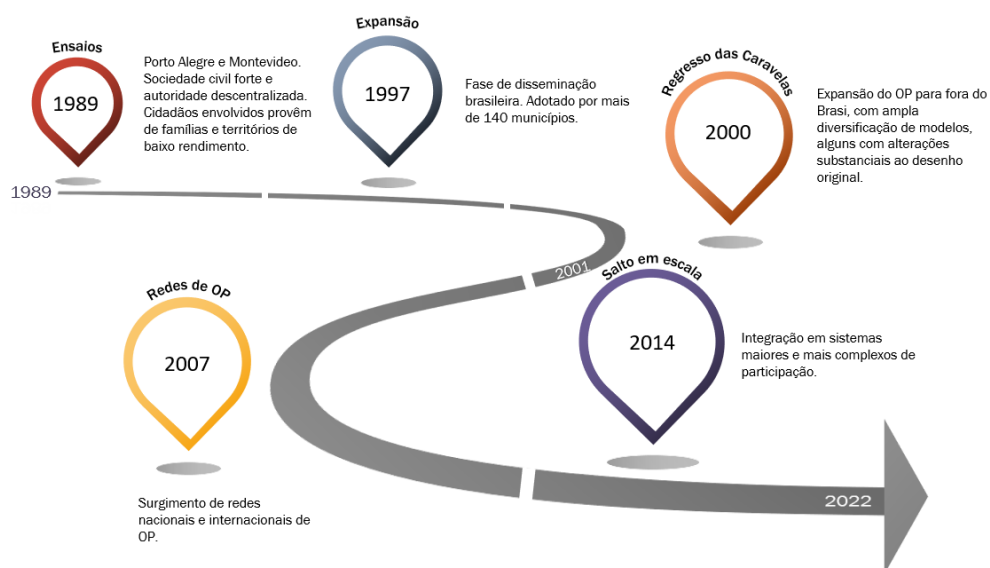 Ensaios
1989
Porto Alegre e Montevideo.
Sociedade civil forte e
autoridade descentralizada.
Cidadãos envolvidos provêm
de famílias e territórios de
baixo rendimento.
Expansão
1997
Fase de disseminação
brasileira. Adotado por mais
de 140 municípios.
Regresso das Caravelas
2000
Expansão do OP para fora do
Brasi, com ampla
diversificação de modelos,
alguns com alterações
substanciais ao desenho
original.
1989
2001
Redes de OP
2007
Surgimento de redes
nacionais e internacionais de
OP.
Salto em escala
2014
Integração em sistemas
maiores e mais complexos de
participação.
2022